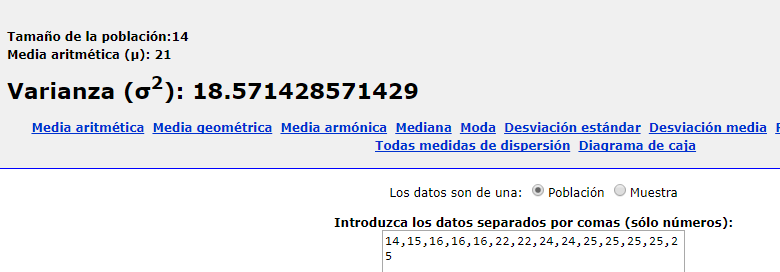 Tamaño de la población:14
Media aritmética (μ): 21
Varianza (σ²): 18.571428571429
Media aritmética Media geométrica Media armónica Mediana Moda Desviación estándar Desviación media
Todas medidas de dispersión Diagrama de caja
Los datos son de una: Población Muestra
Introduzca los datos separados por comas (sólo números):
14,15,16,16,16,22,22,24,24,25,25,25,25,2
5